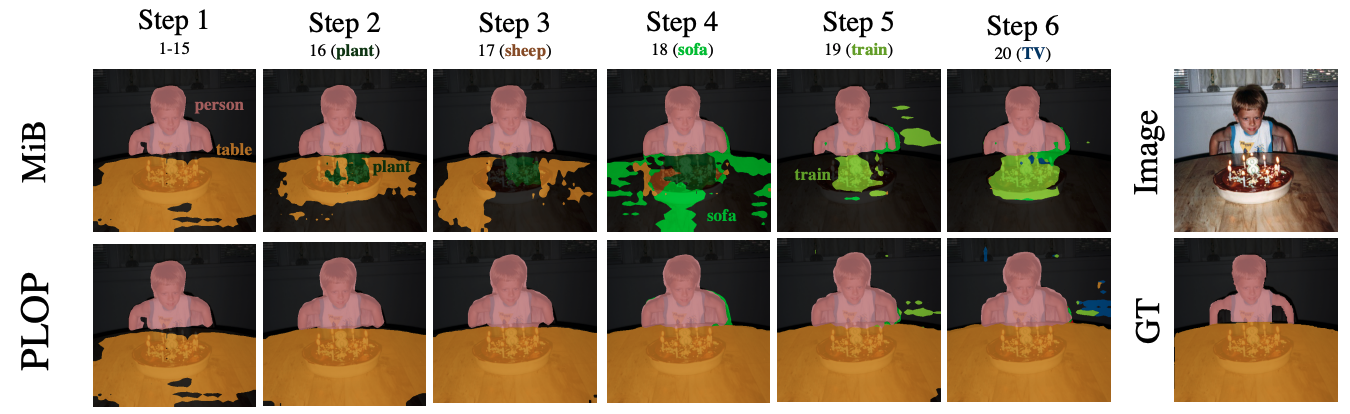 Step 1
1-15
Step 2
16 (plant)
Step 3
17 (sheep)
Step 4
18 (sofa)
Step 5
19 (train)
Step 6
20 (TV)
MiB
person
table
plant
sofa
train
Image
PLOP
GT